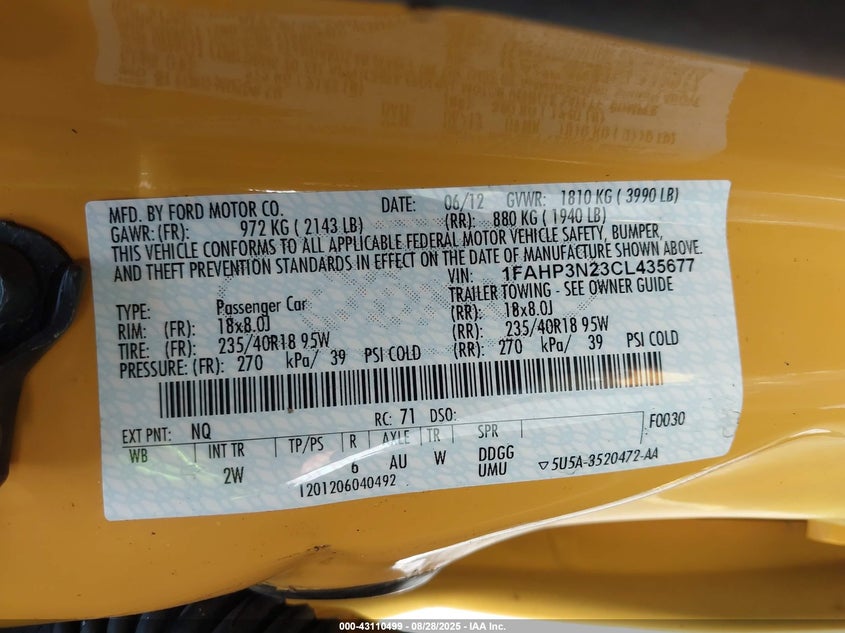 MFD. BY FORD MOTOR CO. DATE: 06/12 GVWR: 1810 KG ( 3990 LB)
GAWR: (FR): 972 KG ( 2143 LB) (RR): 880 KG ( 1940 LB)
THIS VEHICLE CONFORMS TO ALL APPLICABLE FEDERAL MOTOR VEHICLE SAFETY, BUMPER,
AND THEFT PREVENTION STANDARDS IN EFFECT ON THE DATE OF MANUFACTURE SHOWN ABOVE.
VIN: 1FAHP3N23CL435677
TYPE: Passenger Car TRAILER TOWING - SEE OWNER GUIDE
RIM: (FR): 18x8.0J (RR): 18x8.0J
TIRE: (FR): 235/40R18 95W (RR): 235/40R18 95W
PRESSURE: (FR): 270 kPa/ 39 PSI COLD (RR): 270 kPa/ 39 PSI COLD
EXT PNT: NQ RC: 71 DSO: F0030
WB INT TR TP/PS R AXLE TR SPR
2W 6 AU W DDGG
UMU ▽5U5A-3520472-AA
1201206040492
000-43110499 - 08/28/2025 - IAA Inc.